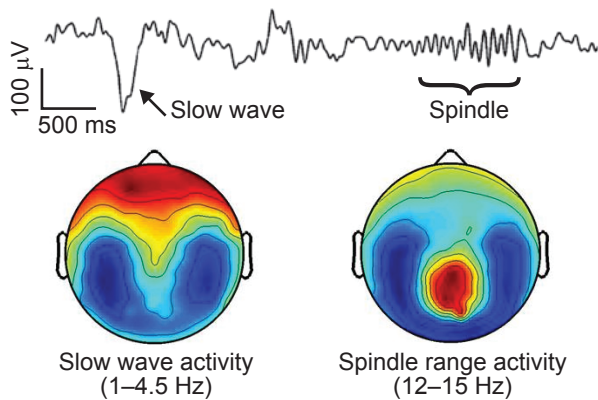 100 µV
500 ms
Slow wave
Spindle
Slow wave activity
(1–4.5 Hz)
Spindle range activity
(12–15 Hz)